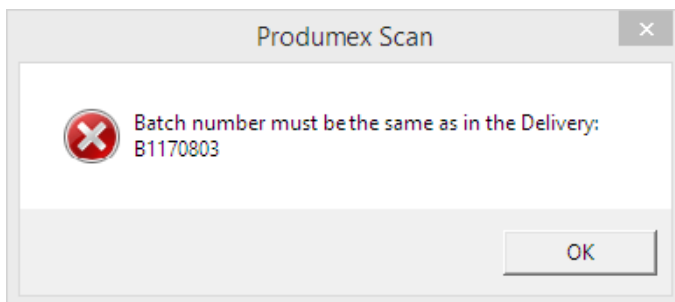 Produmex Scan
Batch number must be the same as in the Delivery:
B1170803
OK